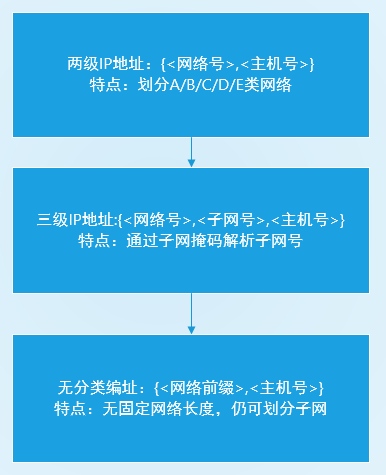 两级IP地址：{<网络号>,<主机号>}
特点：划分A/B/C/D/E类网络
三级IP地址:{<网络号>,<子网号>,<主机号>}
特点：通过子网掩码解析子网号
无分类编址：{<网络前缀>,<主机号>}
特点：无固定网络长度，仍可划分子网